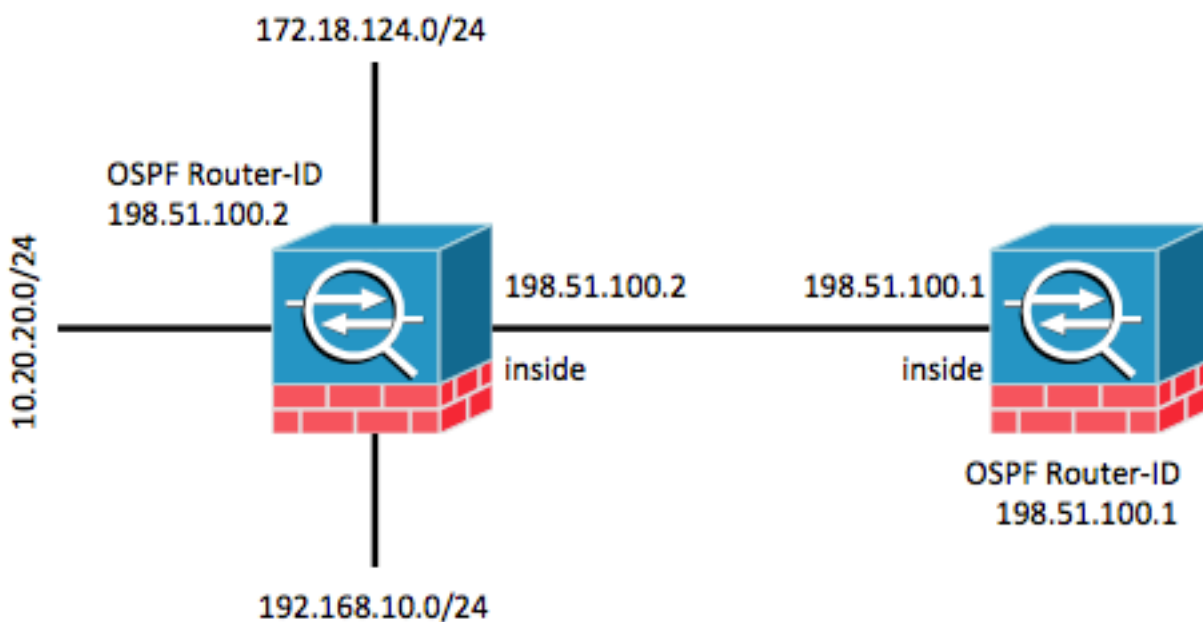 172.18.124.0/24
OSPF Router-ID
198.51.100.2
10.20.20.0/24
198.51.100.2
198.51.100.1
inside
inside
OSPF Router-ID
198.51.100.1
192.168.10.0/24